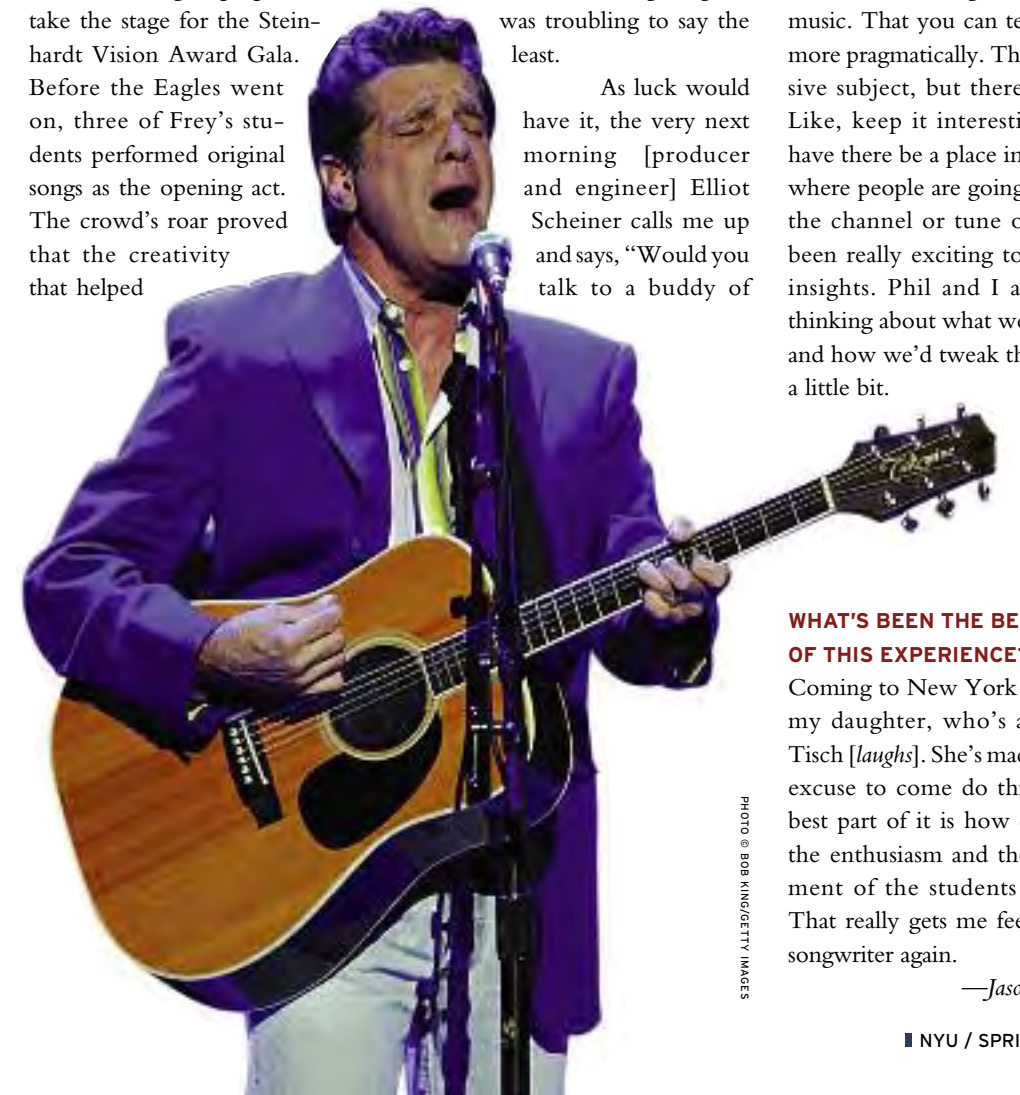 take the stage for the Stein-
hardt Vision Award Gala.
Before the Eagles went
on, three of Frey's stu-
dents performed original
songs as the opening act.
The crowd's roar proved
that the creativity
that helped
was troubling to say the
least.
As luck would
have it, the very next
morning [producer
and engineer] Elliot
Scheiner calls me up
and says, “Would you
talk to a buddy of
music. That you can te
more pragmatically. Th
sive subject, but there
Like, keep it interesti
have there be a place in
where people are going
the channel or tune o
been really exciting to
insights. Phil and I a
thinking about what we
and how we'd tweak th
a little bit.
WHAT'S BEEN THE BE
OF THIS EXPERIENCE?
Coming to New York
my daughter, who's a
Tisch [laughs]. She's mad
excuse to come do thi
best part of it is how
the enthusiasm and the
ment of the students
That really gets me fee
songwriter again.
—Jaso
NYU / SPRI
PHOTO © BOB KING/GETTY IMAGES